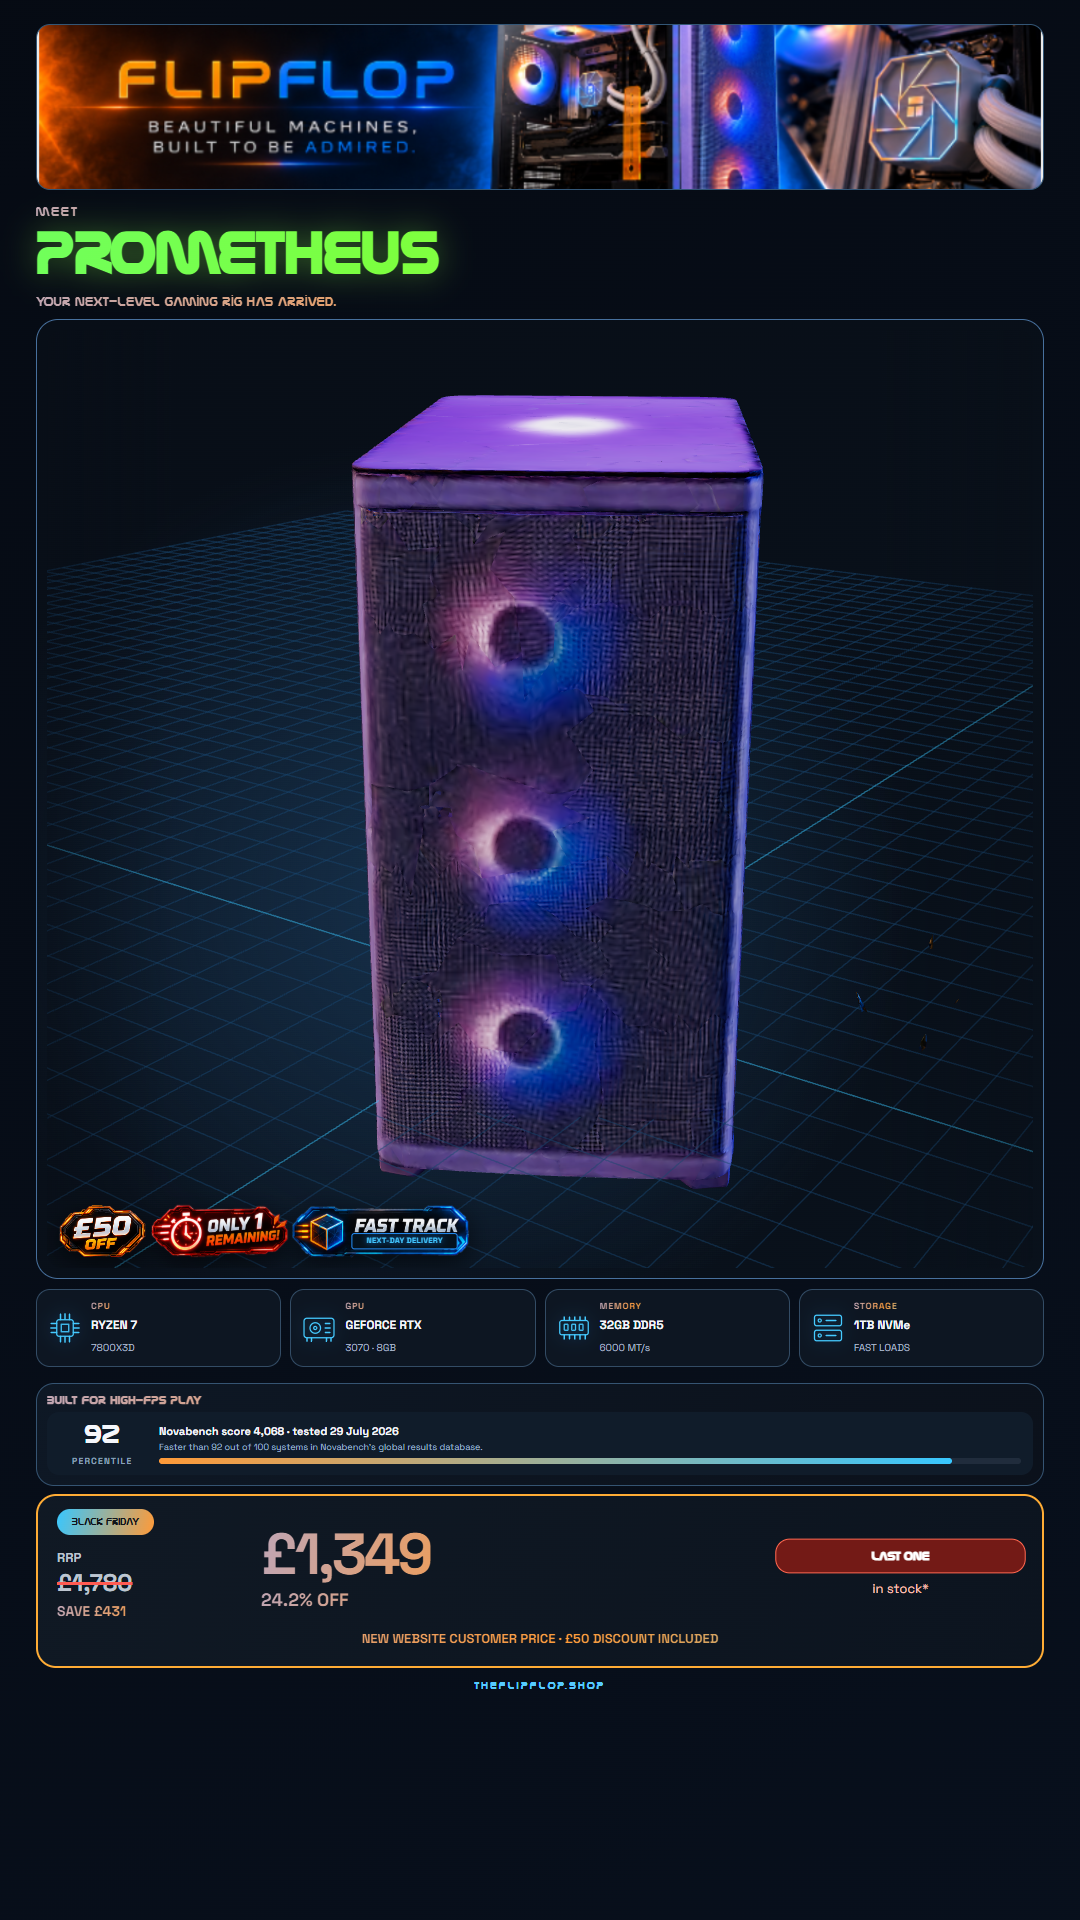 FLIPFLOP
BEAUTIFUL MACHINES,
BUILT TO BE ADMIRED.
MEET
PROMETHEUS
YOUR NEXT-LEVEL GAMING RIG HAS ARRIVED.
£50 OFF
ONLY 1 REMAINING!
FAST TRACK
NEXT-DAY DELIVERY
CPU
RYZEN 7
7800X3D
GPU
GEFORCE RTX
3070 · 8GB
MEMORY
32GB DDR5
6000 MT/s
STORAGE
1TB NVMe
FAST LOADS
BUILT FOR HIGH-FPS PLAY
92
PERCENTILE
Novabench score 4,068 · tested 29 July 2026
Faster than 92 out of 100 systems in Novabench's global results database.
BLACK FRIDAY
RRP
£1,780
SAVE £431
£1,349
24.2% OFF
LAST ONE
in stock*
NEW WEBSITE CUSTOMER PRICE · £50 DISCOUNT INCLUDED
THEFLIPFLOP.SHOP